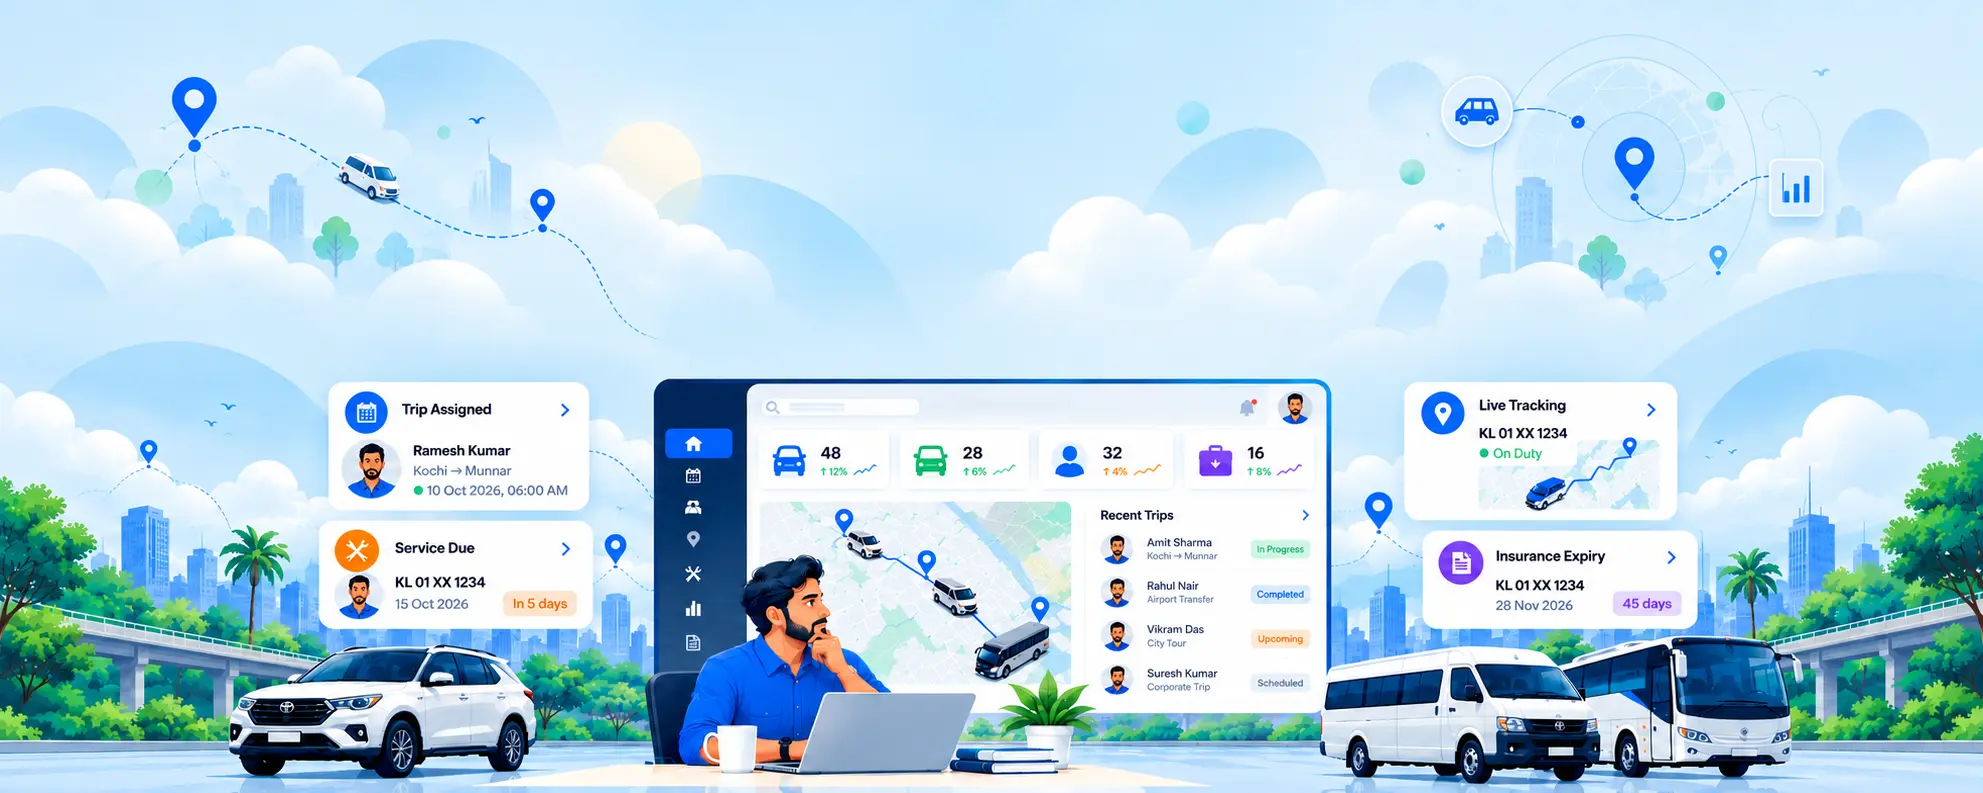 Trip Assigned
Ramesh Kumar
Kochi → Munnar
10 Oct 2026, 06:00 AM
Service Due
KL 01 XX 1234
15 Oct 2026
In 5 days
48
↑ 12%
28
↑ 6%
32
↑ 4%
16
↑ 8%
Recent Trips
Amit Sharma
Kochi → Munnar
In Progress
Rahul Nair
Airport Transfer
Completed
Vikram Das
City Tour
Upcoming
Suresh Kumar
Corporate Trip
Scheduled
Live Tracking
KL 01 XX 1234
On Duty
Insurance Expiry
KL 01 XX 1234
28 Nov 2026
45 days